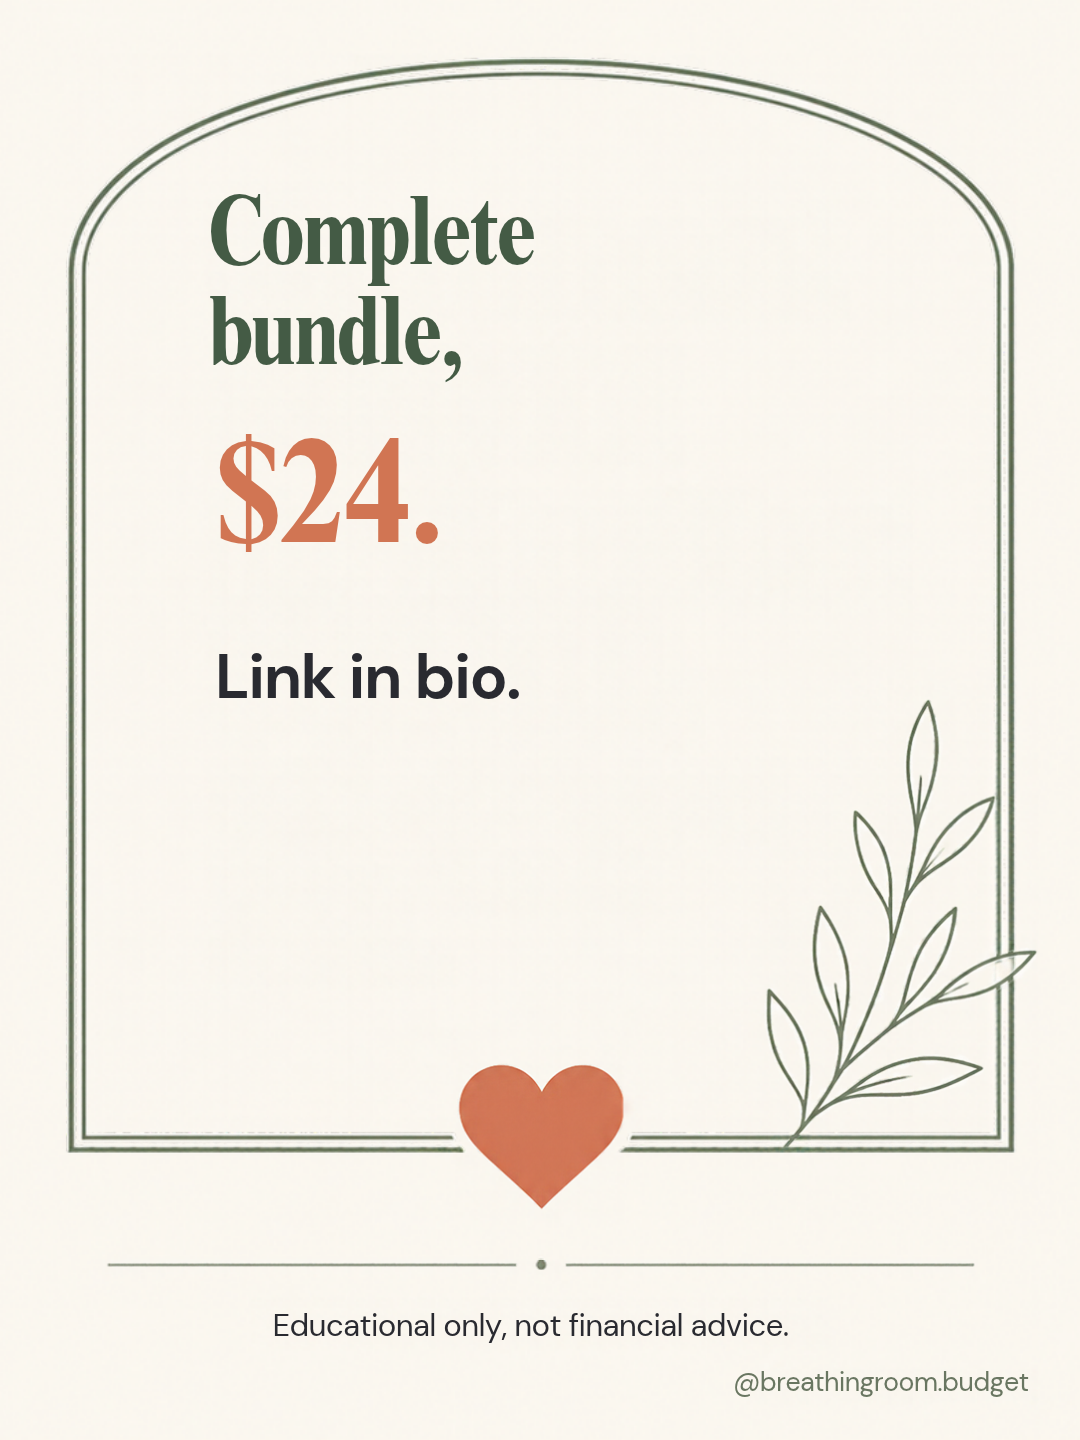 Complete
bundle,
$24.
Link in bio.
Educational only, not financial advice.
@breathingroom.budget